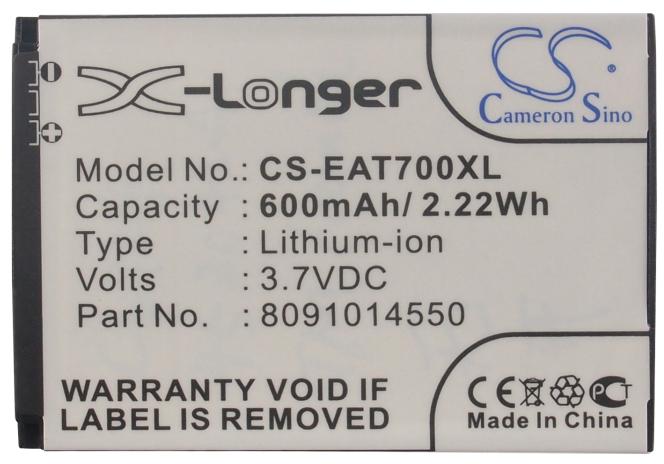 X-Longer
CS
Cameron Sino
Model No.: CS-EAT700XL
Capacity : 600mAh/ 2.22Wh
Type : Lithium-ion
Volts : 3.7VDC
Part No. : 8091014550
WARRANTY VOID IF
LABEL IS REMOVED
CE PCT
Made In China